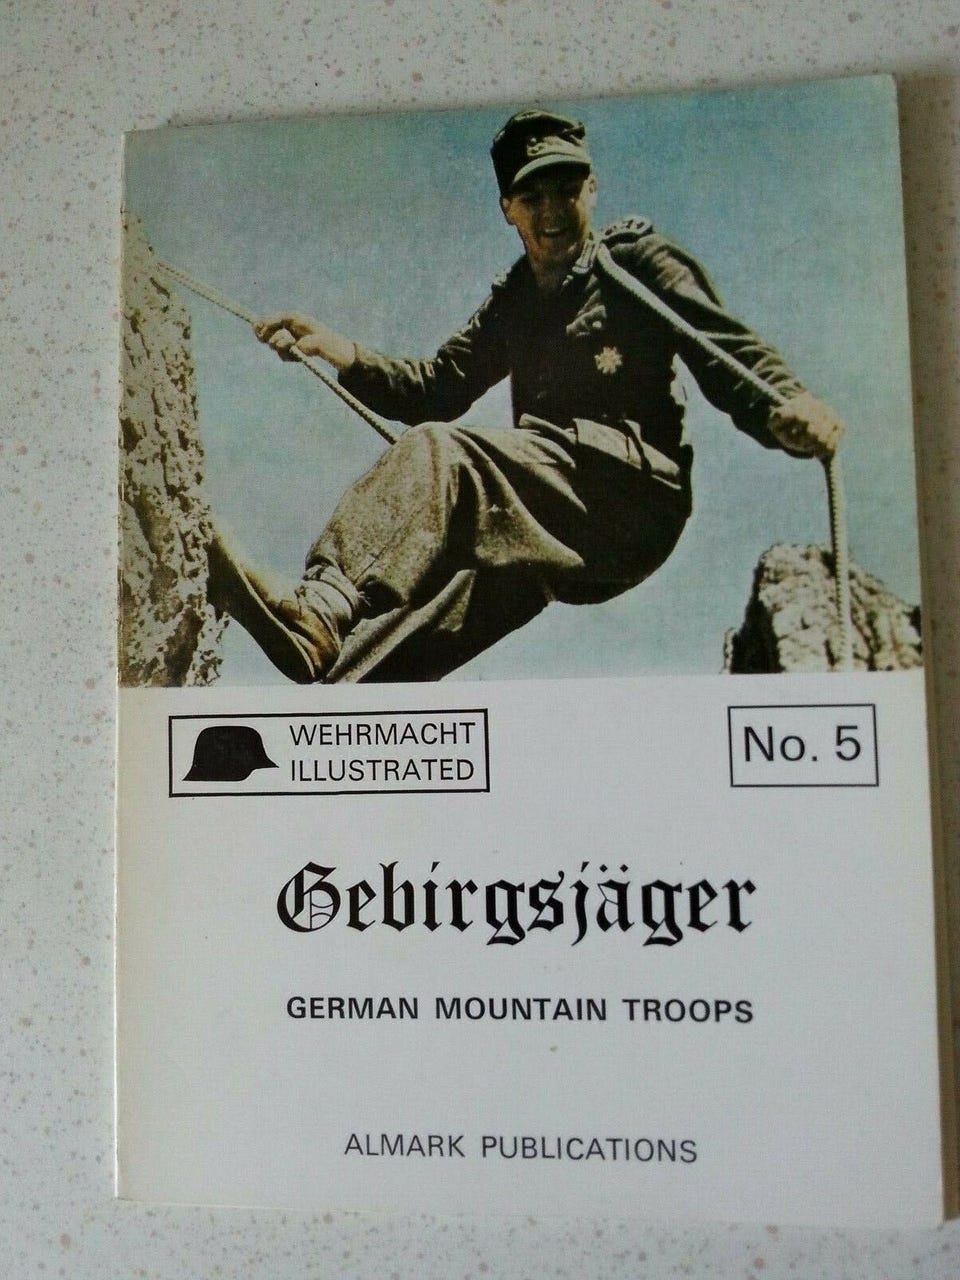 WEHRMACHT
ILLUSTRATED
No. 5
Gebirgsjäger
GERMAN MOUNTAIN TROOPS
ALMARK PUBLICATIONS